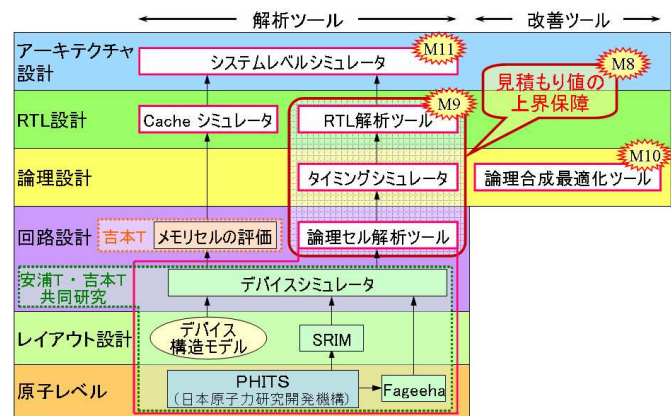 解析ツール
改善ツール
アーキテクチャ
設計
システムレベルシミュレータ
M11
M8
見積もり値の
上界保障
RTL設計
Cache シミュレータ
RTL解析ツール
M9
論理設計
タイミングシミュレータ
論理合成最適化ツール
M10
回路設計
吉本T
メモリセルの評価
論理セル解析ツール
安浦T・吉本T
共同研究
デバイスシミュレータ
レイアウト設計
デバイス
構造モデル
SRIM
原子レベル
PHITS
(日本原子力研究開発機構)
Fageeha